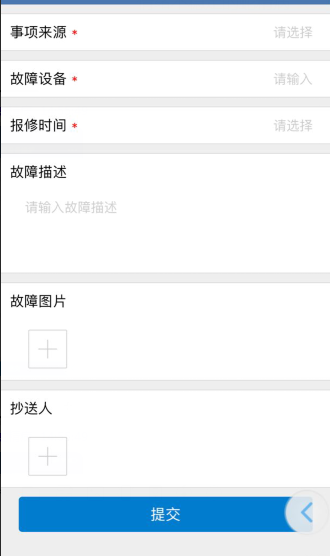 事项来源 * 请选择
故障设备 * 请输入
报修时间 * 请选择
故障描述
请输入故障描述
故障图片
抄送人
提交